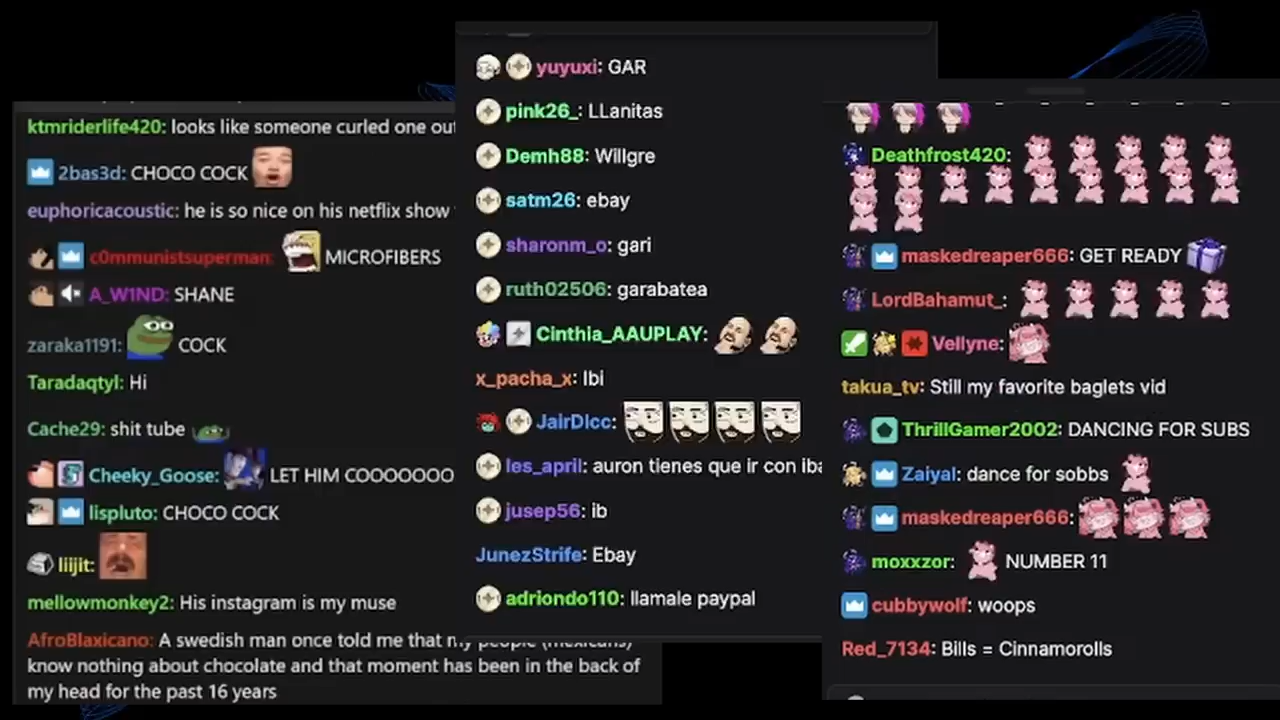 ktmriderlife420: looks like someone curled one out
2bas3d: CHOCO COCK
euphoricacoustic: he is so nice on his netflix show
c0mmunistsuperman: MICROFIBERS
A_W1ND: SHANE
zaraka1191: COCK
Taradaqtyl: Hi
Cache29: shit tube
Cheeky_Goose: LET HIM COOOOOOO
lispluto: CHOCO COCK
liijit:
mellowmonkey2: His instagram is my muse
AfroBlaxicano: A swedish man once told me that my people (mexicans)
know nothing about chocolate and that moment has been in the back of
my head for the past 16 years
yuyuxi: GAR
pink26_: LLanitas
Demh88: Willgre
satm26: ebay
sharonm_o: gari
ruth02506: garabatea
Cinthia_AAUPLAY:
x_pacha_x: Ibi
JairDlcc:
les_april: auron tienes que ir con iba
jusep56: ib
JunezStrife: Ebay
adriondo110: llamale paypal
Deathfrost420:
maskedreaper666: GET READY
LordBahamut_:
Vellyne:
takua_tv: Still my favorite baglets vid
ThrillGamer2002: DANCING FOR SUBS
Zaiyal: dance for sobbs
maskedreaper666:
moxxzor: NUMBER 11
cubbywolf: woops
Red_7134: Bills = Cinnamorolls